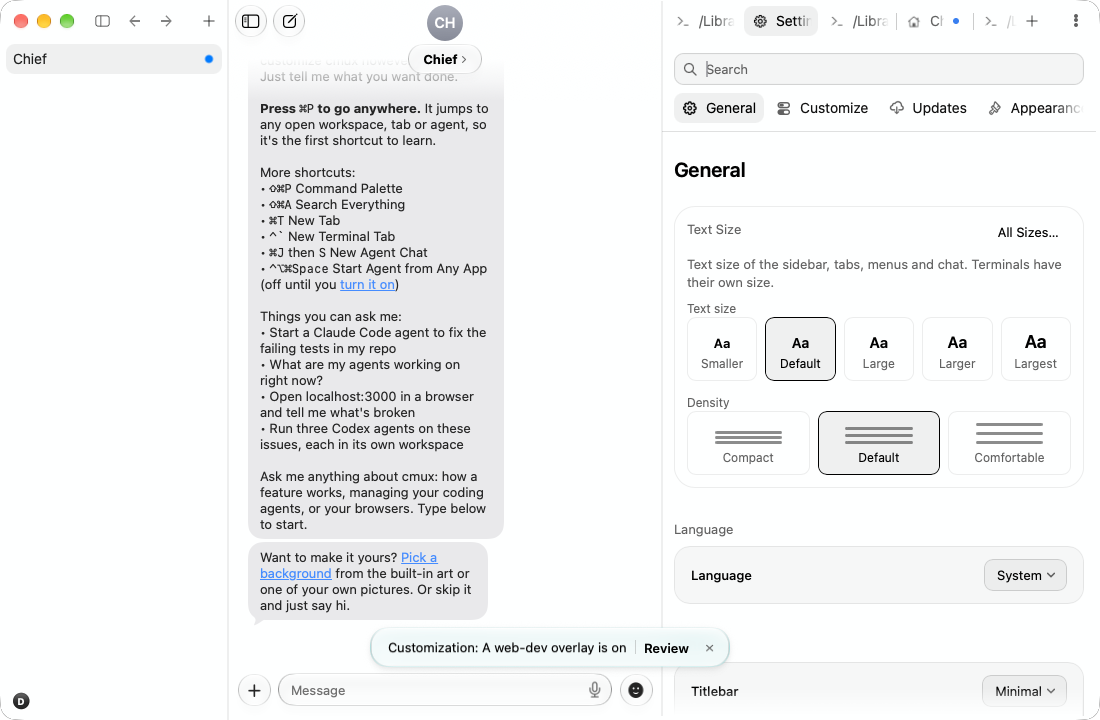 Chief
CH
Chief
Just tell me what you want done.
Press ⌘P to go anywhere. It jumps to
any open workspace, tab or agent, so
it's the first shortcut to learn.
More shortcuts:
• ⇧⌘P Command Palette
• ⇧⌘A Search Everything
• ⌘T New Tab
• ^` New Terminal Tab
• ⌘J then S New Agent Chat
• ^⌥⌘Space Start Agent from Any App
(off until you turn it on)
Things you can ask me:
• Start a Claude Code agent to fix the
failing tests in my repo
• What are my agents working on
right now?
• Open localhost:3000 in a browser
and tell me what's broken
• Run three Codex agents on these
issues, each in its own workspace
Ask me anything about cmux: how a
feature works, managing your coding
agents, or your browsers. Type below
to start.
Want to make it yours? Pick a
background from the built-in art or
one of your own pictures. Or skip it
and just say hi.
Customization: A web-dev overlay is on Review
Message
D
/Libra Settin /Libra Ch
Search
General Customize Updates Appearanc
General
Text Size
All Sizes...
Text size of the sidebar, tabs, menus and chat. Terminals have
their own size.
Text size
Aa Aa Aa Aa Aa
Smaller Default Large Larger Largest
Density
Compact Default Comfortable
Language
Language System
Titlebar Minimal